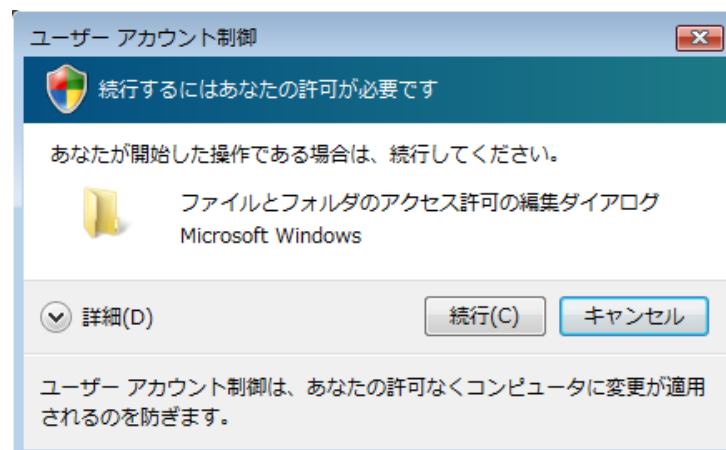 ユーザー アカウント制御
続行するにはあなたの許可が必要です
あなたが開始した操作である場合は、続行してください。
ファイルとフォルダのアクセス許可の編集ダイアログ
Microsoft Windows
詳細(D)
続行(C)
キャンセル
ユーザー アカウント制御は、あなたの許可なくコンピュータに変更が適用
されるのを防ぎます。